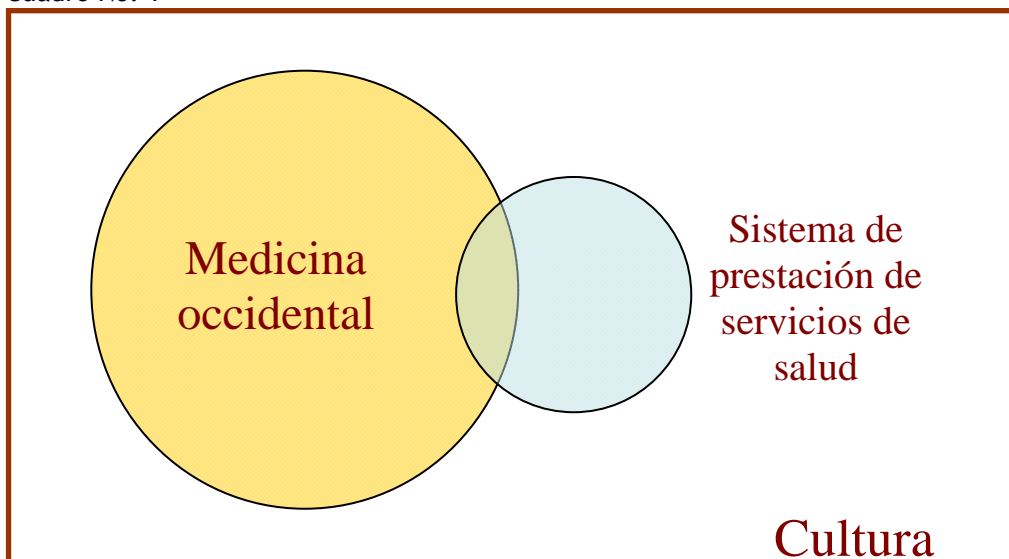 Medicina
occidental
Sistema de
prestación de
servicios de
salud
Cultura